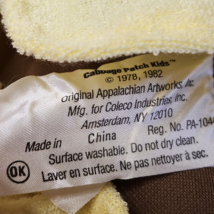 Cabbage Patch Kids™
© 1978, 1982
Original Appalachian Artworks Inc
Mfg. for Coleco Industries Inc.
Amsterdam, NY 12010
Made in China Reg. No. PA-104
Surface washable. Do not dry clean.
OK Laver en surface. Ne pas nettoyer à sec.